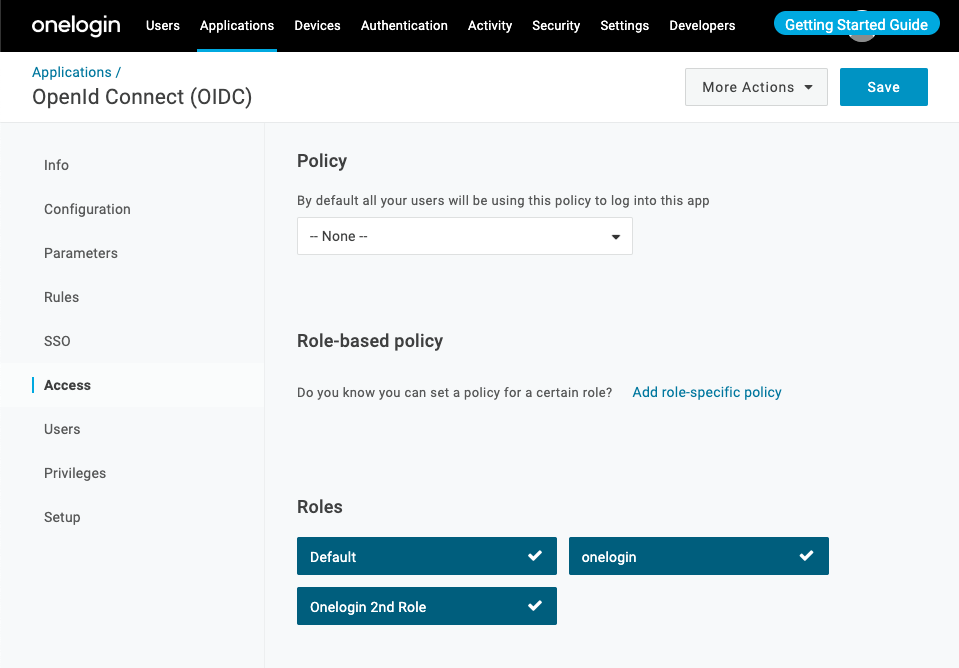 onelogin Users Applications Devices Authentication Activity Security Settings Developers Getting Started Guide
Applications /
OpenId Connect (OIDC)
More Actions
Save
Info
Configuration
Parameters
Rules
SSO
Access
Users
Privileges
Setup
Policy
By default all your users will be using this policy to log into this app
-- None --
Role-based policy
Do you know you can set a policy for a certain role? Add role-specific policy
Roles
Default
onelogin
Onelogin 2nd Role